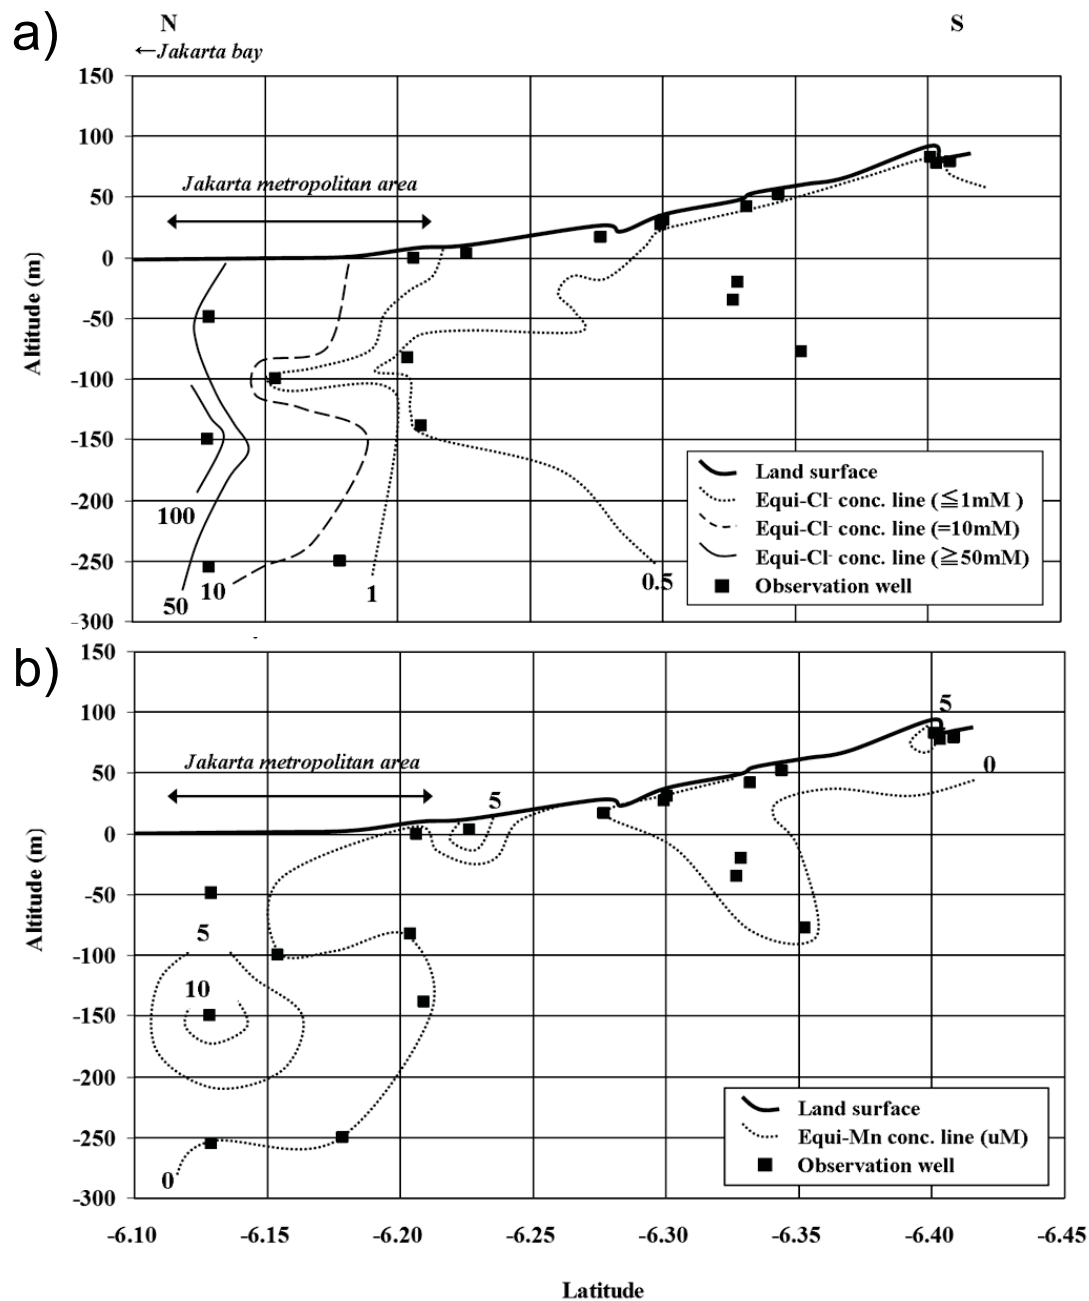 a)
N
S
←Jakarta bay
150
100
50
0
-50
-100
-150
-200
-250
-300
Altitude (m)
Jakarta metropolitan area
100
50
10
1
0.5
Land surface
Equi-Cl⁻ conc. line (≦1mM )
Equi-Cl⁻ conc. line (=10mM)
Equi-Cl⁻ conc. line (≧50mM)
Observation well
b)
150
100
50
0
-50
-100
-150
-200
-250
-300
Altitude (m)
Jakarta metropolitan area
5
0
5
5
10
0
Land surface
Equi-Mn conc. line (uM)
Observation well
-6.10 -6.15 -6.20 -6.25 -6.30 -6.35 -6.40 -6.45
Latitude